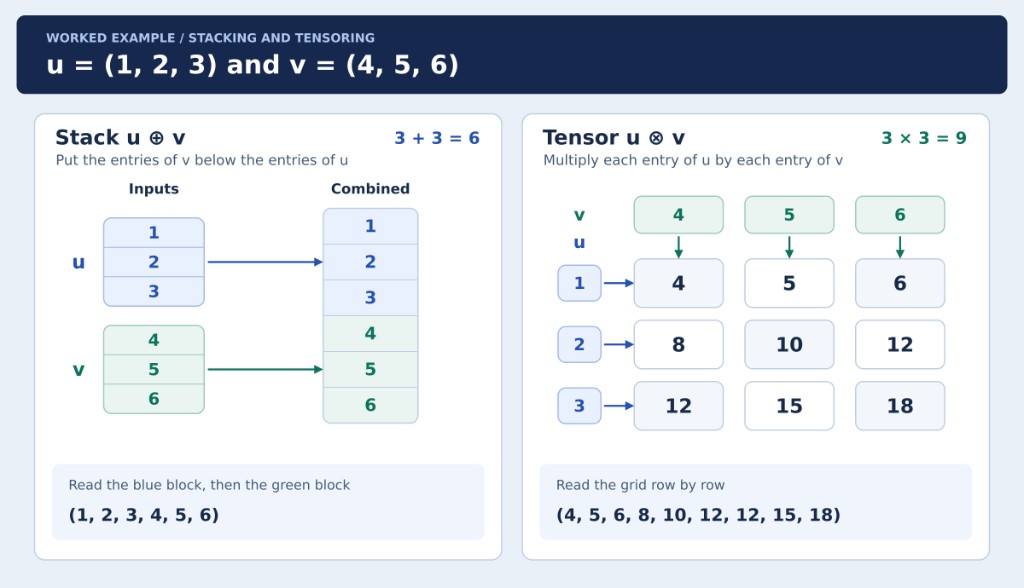 WORKED EXAMPLE / STACKING AND TENSORING
u = (1, 2, 3) and v = (4, 5, 6)
Stack u ⊕ v
3 + 3 = 6
Put the entries of v below the entries of u
Inputs
Combined
u
1
2
3
v
4
5
6
1
2
3
4
5
6
Read the blue block, then the green block
(1, 2, 3, 4, 5, 6)
Tensor u ⊗ v
3 × 3 = 9
Multiply each entry of u by each entry of v
v
4
5
6
u
1
4
5
6
2
8
10
12
3
12
15
18
Read the grid row by row
(4, 5, 6, 8, 10, 12, 12, 15, 18)